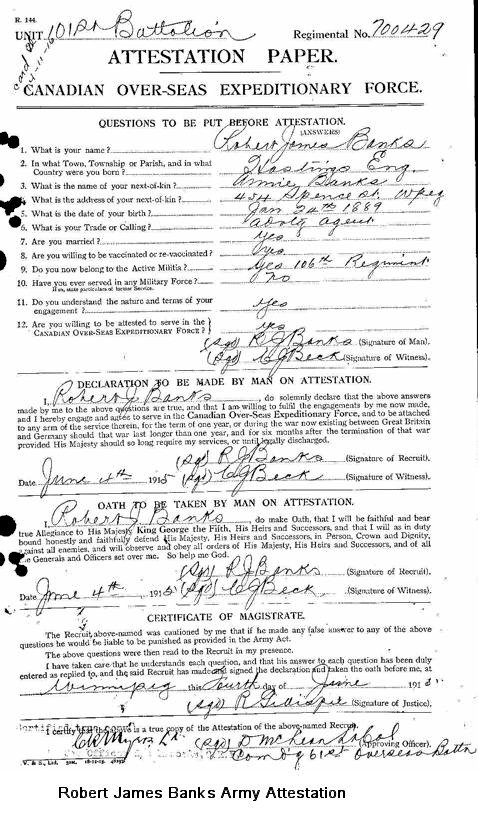 R. 144.
UNIT 101st Battalion Regimental No. 700429
ATTESTATION PAPER.
CANADIAN OVER-SEAS EXPEDITIONARY FORCE.
QUESTIONS TO BE PUT BEFORE ATTESTATION.
(ANSWERS)
1. What is your name? Robert James Banks
2. In what Town, Township or Parish, and in what
Country were you born? Hastings Eng.
3. What is the name of your next-of-kin? Annie Banks
4. What is the address of your next-of-kin? 454 Spence St. Wpeg
5. What is the date of your birth? Jan 24th 1889
6. What is your Trade or Calling? Advtg Agent
7. Are you married? yes
8. Are you willing to be vaccinated or re-vaccinated? yes
9. Do you now belong to the Active Militia? yes 106th Regiment
10. Have you ever served in any Military Force? no
If so, state particulars of former Service.
11. Do you understand the nature and terms of your
engagement? yes
12. Are you willing to be attested to serve in the
CANADIAN OVER-SEAS EXPEDITIONARY FORCE? yes
(Sgd) R J Banks (Signature of Man).
(Sgd) C J Beck (Signature of Witness).
DECLARATION TO BE MADE BY MAN ON ATTESTATION.
I, Robert J. Banks, do solemnly declare that the above answers
made by me to the above questions are true, and that I am willing to fulfil the engagements by me now made,
and I hereby engage and agree to serve in the Canadian Over-Seas Expeditionary Force, and to be attached
to any arm of the service therein, for the term of one year, or during the war now existing between Great Britain
and Germany should that war last longer than one year, and for six months after the termination of that war
provided His Majesty should so long require my services, or until legally discharged.
(Sgd) R J Banks (Signature of Recruit).
Date June 4th 1915 (Sgd) C J Beck (Signature of Witness).
OATH TO BE TAKEN BY MAN ON ATTESTATION.
I, Robert J. Banks, do make Oath, that I will be faithful and bear
true Allegiance to His Majesty King George the Fifth, His Heirs and Successors, and that I will as in duty
bound honestly and faithfully defend His Majesty, His Heirs and Successors, in Person, Crown and Dignity,
against all enemies, and will observe and obey all orders of His Majesty, His Heirs and Successors, and of all
the Generals and Officers set over me. So help me God.
(Sgd) R J Banks (Signature of Recruit).
Date June 4th 1915 (Sgd) C J Beck (Signature of Witness).
CERTIFICATE OF MAGISTRATE.
The Recruit above-named was cautioned by me that if he made any false answer to any of the above
questions he would be liable to be punished as provided in the Army Act.
The above questions were then read to the Recruit in my presence.
I have taken care that he understands each question, and that his answer to each question has been duly
entered as replied to, and the said Recruit has made and signed the declaration and taken the oath before me, at
Winnipeg this fourth day of June 1915.
(Sgd) R (Signature of Justice).
I certify that the above is a true copy of the Attestation of the above-named Recruit.
(Sgd) D McLean (Approving Officer).
Comdg 61st Overseas Battn
V. & S., Ltd.
Robert James Banks Army Attestation